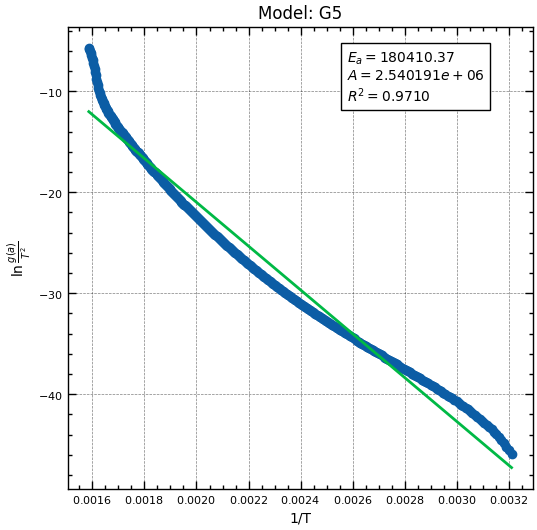 Model: G5
E_a = 180410.37
A = 2.540191e + 06
R^2 = 0.9710
ln g(a)/T^2
−10
−20
−30
−40
0.0016 0.0018 0.0020 0.0022 0.0024 0.0026 0.0028 0.0030 0.0032
1/T